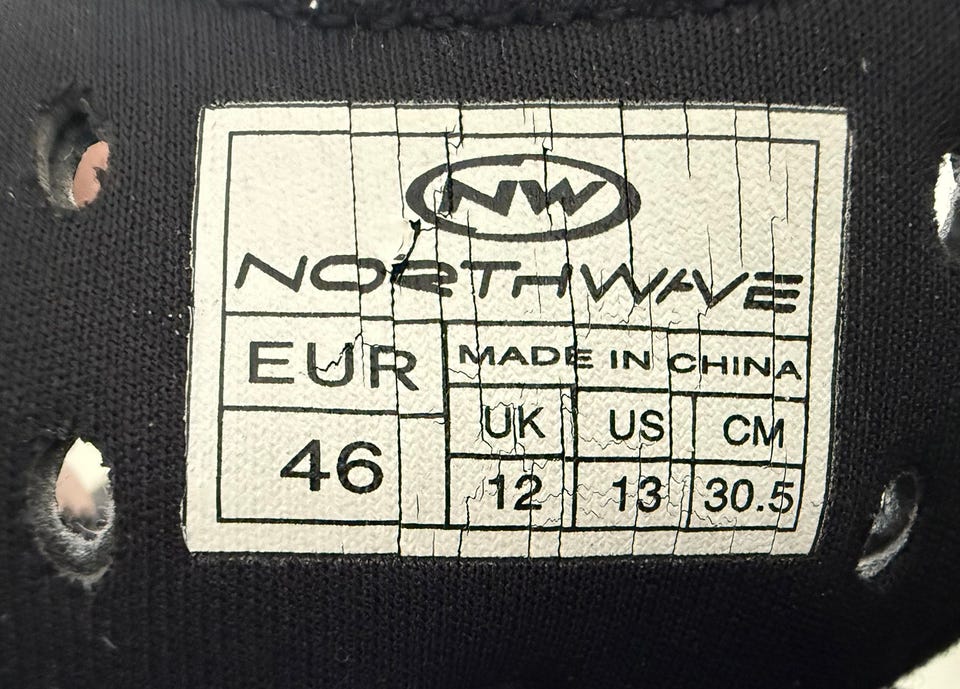 NW
NORTHWAVE
EUR MADE IN CHINA
UK US CM
46 12 13 30.5